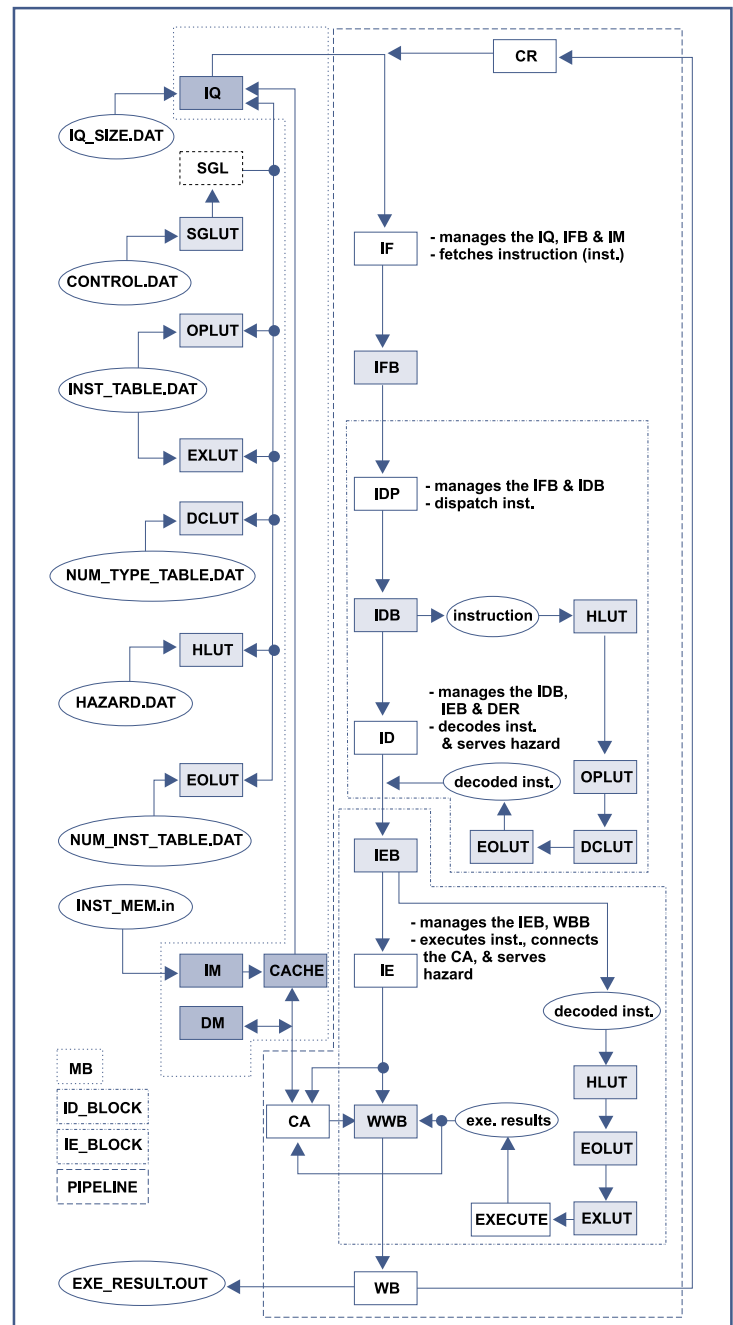 CR
IQ
IQ_SIZE.DAT
SGL
SGLUT
CONTROL.DAT
OPLUT
INST_TABLE.DAT
EXLUT
DCLUT
NUM_TYPE_TABLE.DAT
HLUT
HAZARD.DAT
EOLUT
NUM_INST_TABLE.DAT
INST_MEM.in
IM
CACHE
DM
MB
ID_BLOCK
IE_BLOCK
PIPELINE
IF
- manages the IQ, IFB & IM
- fetches instruction (inst.)
IFB
IDP
- manages the IFB & IDB
- dispatch inst.
IDB
instruction
HLUT
- manages the IDB,
IEB & DER
- decodes inst.
& serves hazard
ID
OPLUT
decoded inst.
EOLUT
DCLUT
IEB
- manages the IEB, WBB
- executes inst., connects
the CA, & serves
hazard
IE
decoded inst.
HLUT
CA
WWB
exe. results
EOLUT
EXECUTE
EXLUT
EXE_RESULT.OUT
WB